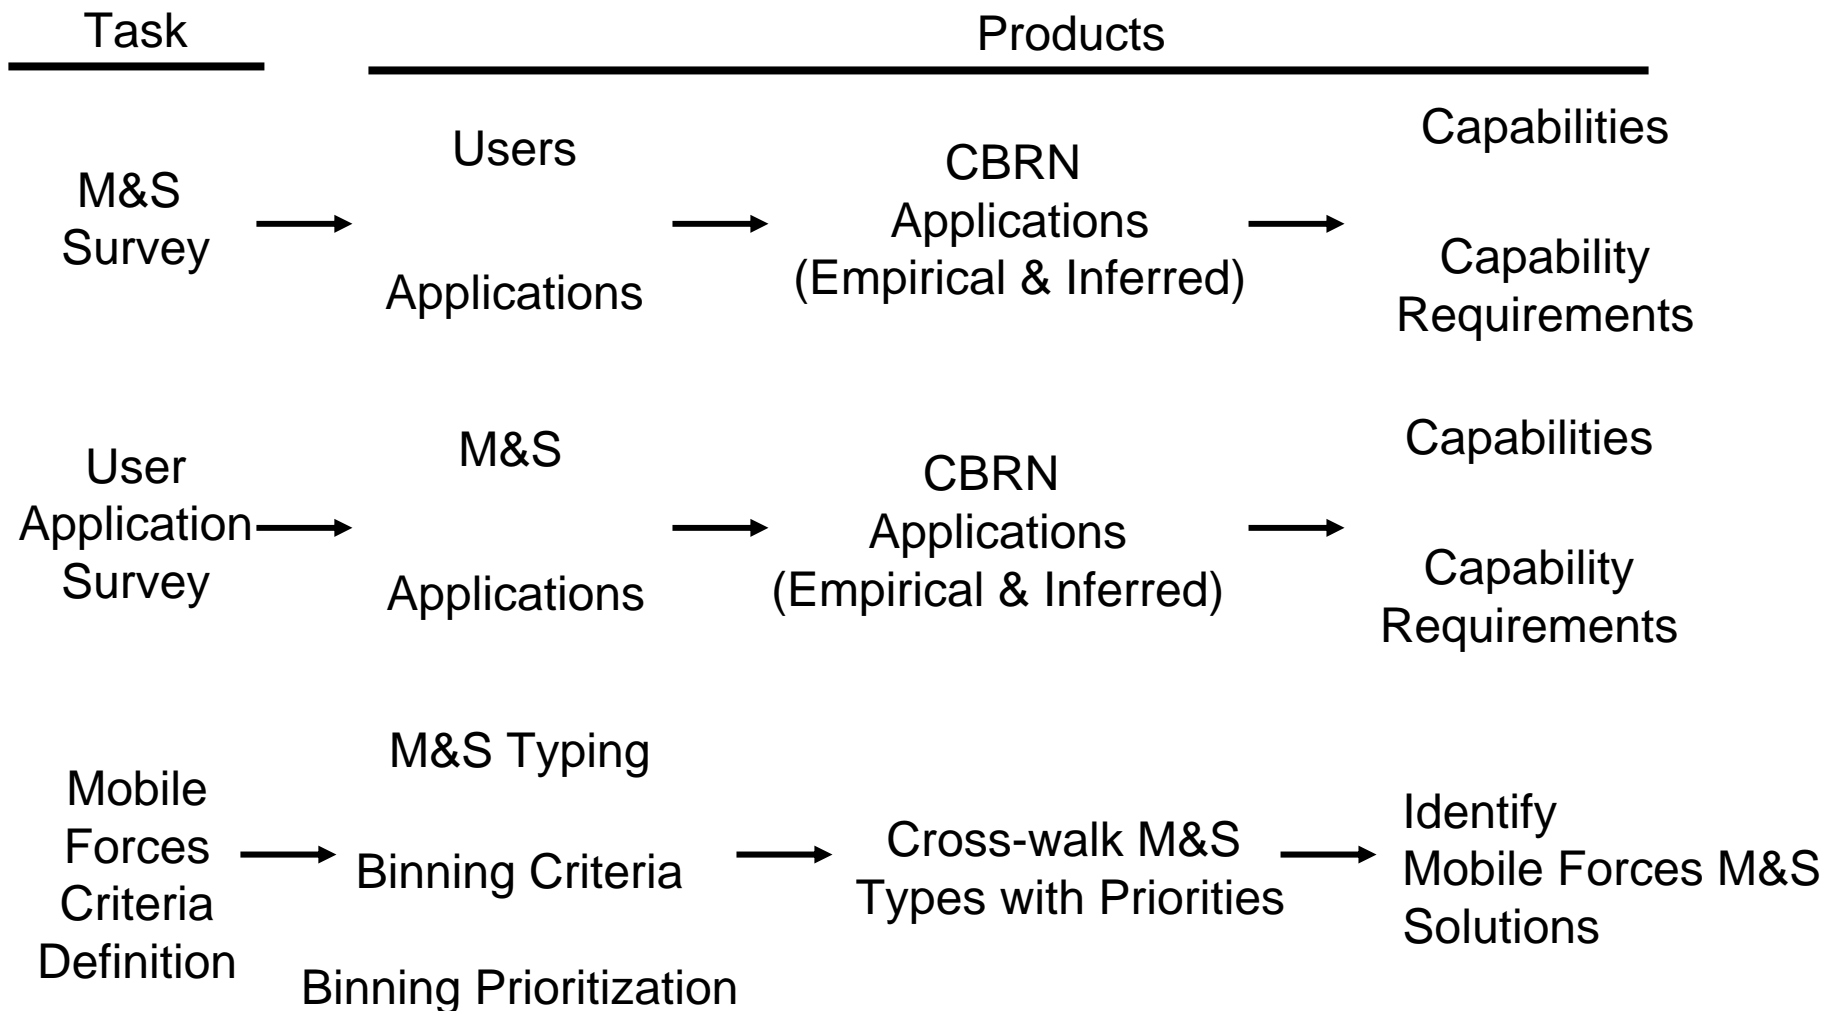 Task
Products
M&S
Survey
Users
Applications
CBRN
Applications
(Empirical & Inferred)
Capabilities
Capability
Requirements
User
Application
Survey
M&S
Applications
CBRN
Applications
(Empirical & Inferred)
Capabilities
Capability
Requirements
Mobile
Forces
Criteria
Definition
M&S Typing
Binning Criteria
Binning Prioritization
Cross-walk M&S
Types with Priorities
Identify
Mobile Forces M&S
Solutions